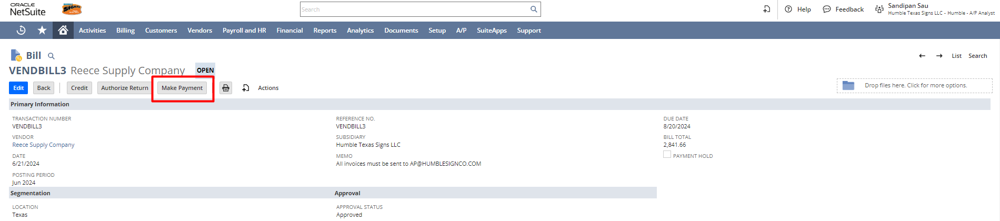 ORACLE
NetSuite
Search
Help
Feedback
Sandipan Sau
Humble Texas Signs LLC - Humble - A/P Analyst
Activities Billing Customers Vendors Payroll and HR Financial Reports Analytics Documents Setup A/P SuiteApps Support
Bill
List Search
VENDBILL3 Reece Supply Company OPEN
Edit Back Credit Authorize Return Make Payment Actions
Drop files here. Click for more options.
Primary Information
TRANSACTION NUMBER
VENDBILL3
VENDOR
Reece Supply Company
DATE
6/21/2024
POSTING PERIOD
Jun 2024
REFERENCE NO.
VENDBILL3
SUBSIDIARY
Humble Texas Signs LLC
MEMO
All invoices must be sent to AP@HUMBLESIGNCO.COM
DUE DATE
8/20/2024
BILL TOTAL
2,841.66
PAYMENT HOLD
Segmentation
LOCATION
Texas
Approval
APPROVAL STATUS
Approved